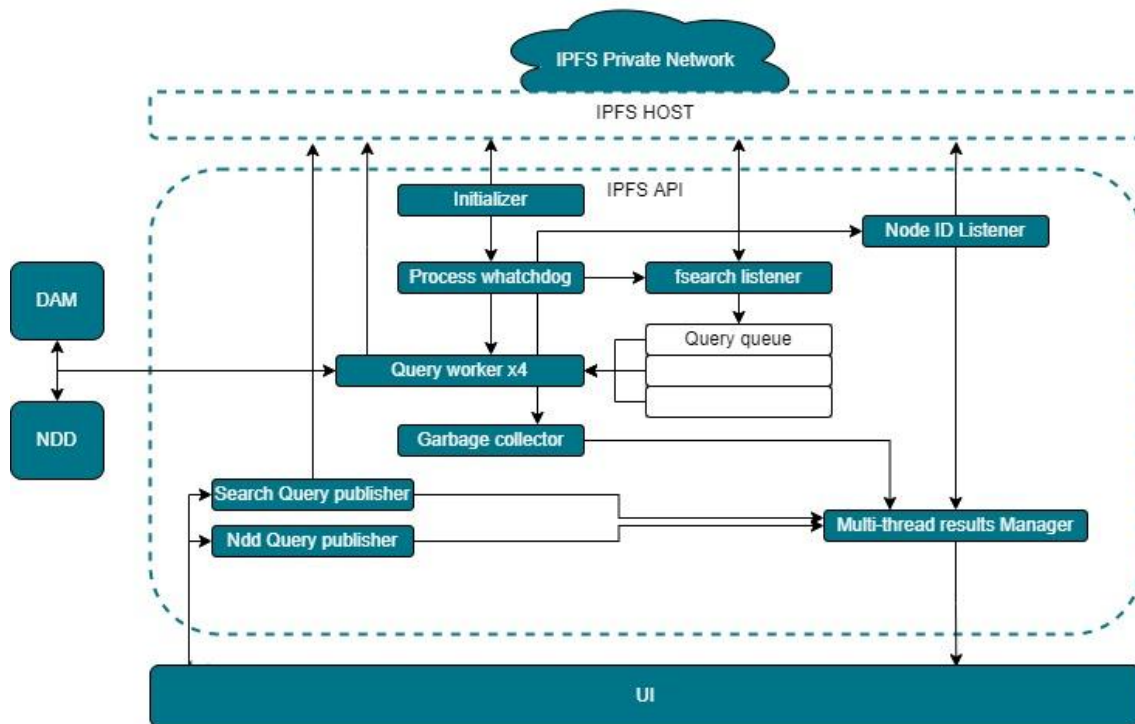 IPFS Private Network
IPFS HOST
IPFS API
Initializer
Node ID Listener
Process whatchdog
fsearch listener
DAM
Query queue
Query worker x4
NDD
Garbage collector
Search Query publisher
Multi-thread results Manager
Ndd Query publisher
UI